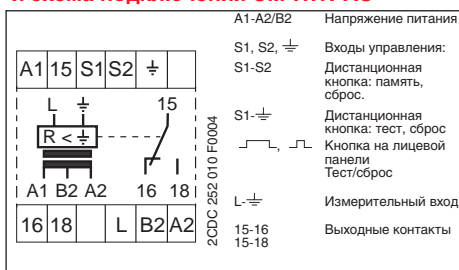 A1-A2/B2 Напряжение питания
S1, S2, ⏚ Входы управления:
S1-S2 Дистанционная
кнопка: память,
сброс.
S1-⏚ Дистанционная
кнопка: тест, сброс
Кнопка на лицевой
панели
Тест/сброс
L-⏚ Измерительный вход
15-16 Выходные контакты
15-18
A1 15 S1 S2 ⏚
L ⏚ 15
R < ⏚
A1 B2 A2 16 18
16 18 L B2 A2
2CDC 252 010 F0004